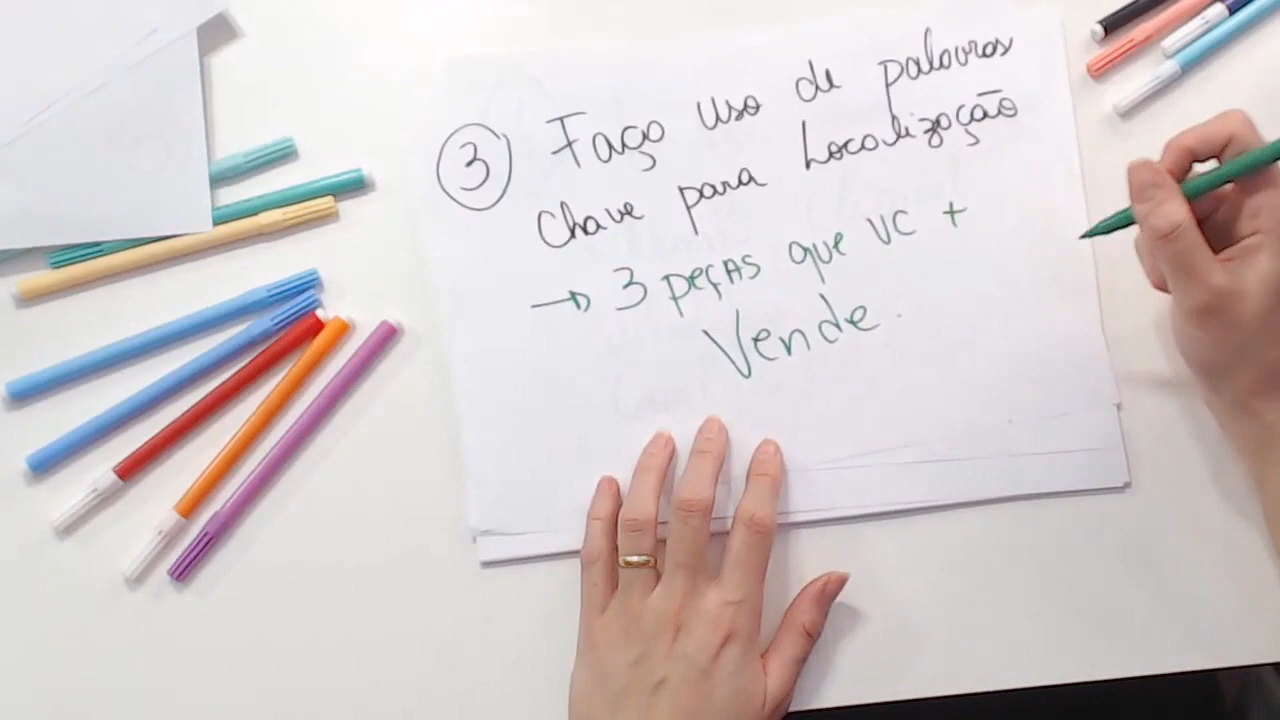 3 Faço uso de palavras
chave para Localização
→ 3 peças que VC +
Vende.